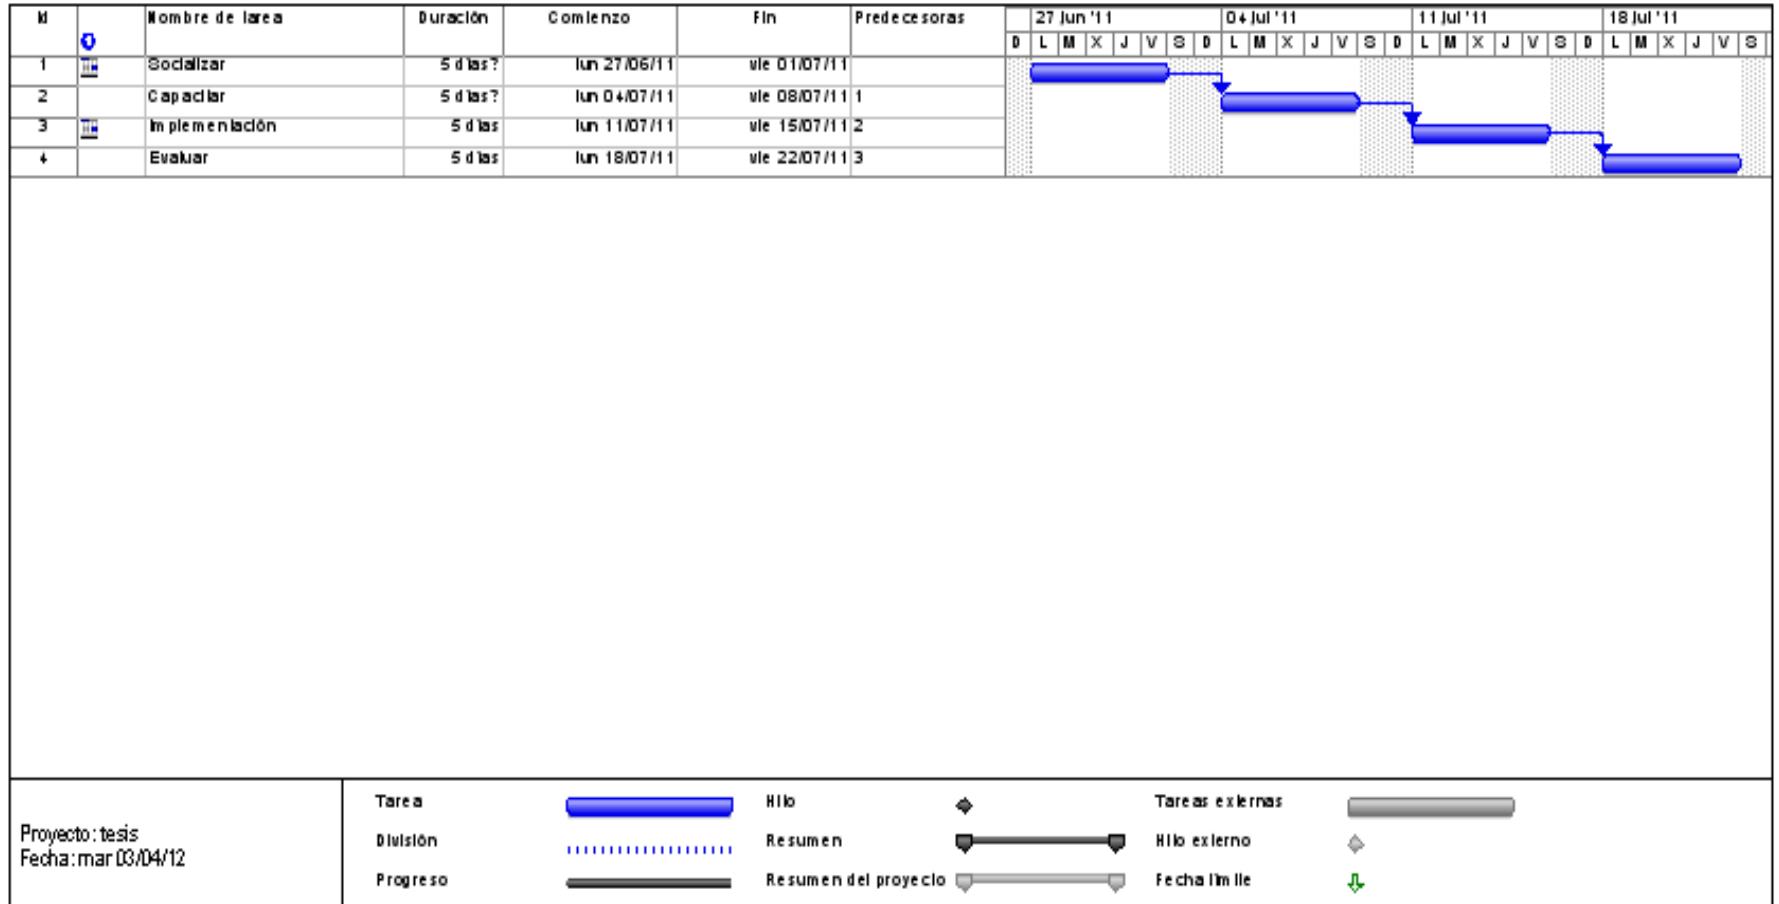 Id Nombre de tarea Duración Comienzo Fin Predecesoras 27 jun '11 04 jul '11 11 jul '11 18 jul '11
D L M X J V S D L M X J V S D L M X J V S D L M X J V S
1 Socializar 5 días? lun 27/06/11 vie 01/07/11
2 Capacitar 5 días? lun 04/07/11 vie 08/07/11 1
3 Implementación 5 días lun 11/07/11 vie 15/07/11 2
4 Evaluar 5 días lun 18/07/11 vie 22/07/11 3
Proyecto: tesis
Fecha: mar 03/04/12
Tarea Hito Tareas externas
División Resumen Hito externo
Progreso Resumen del proyecto Fecha límite